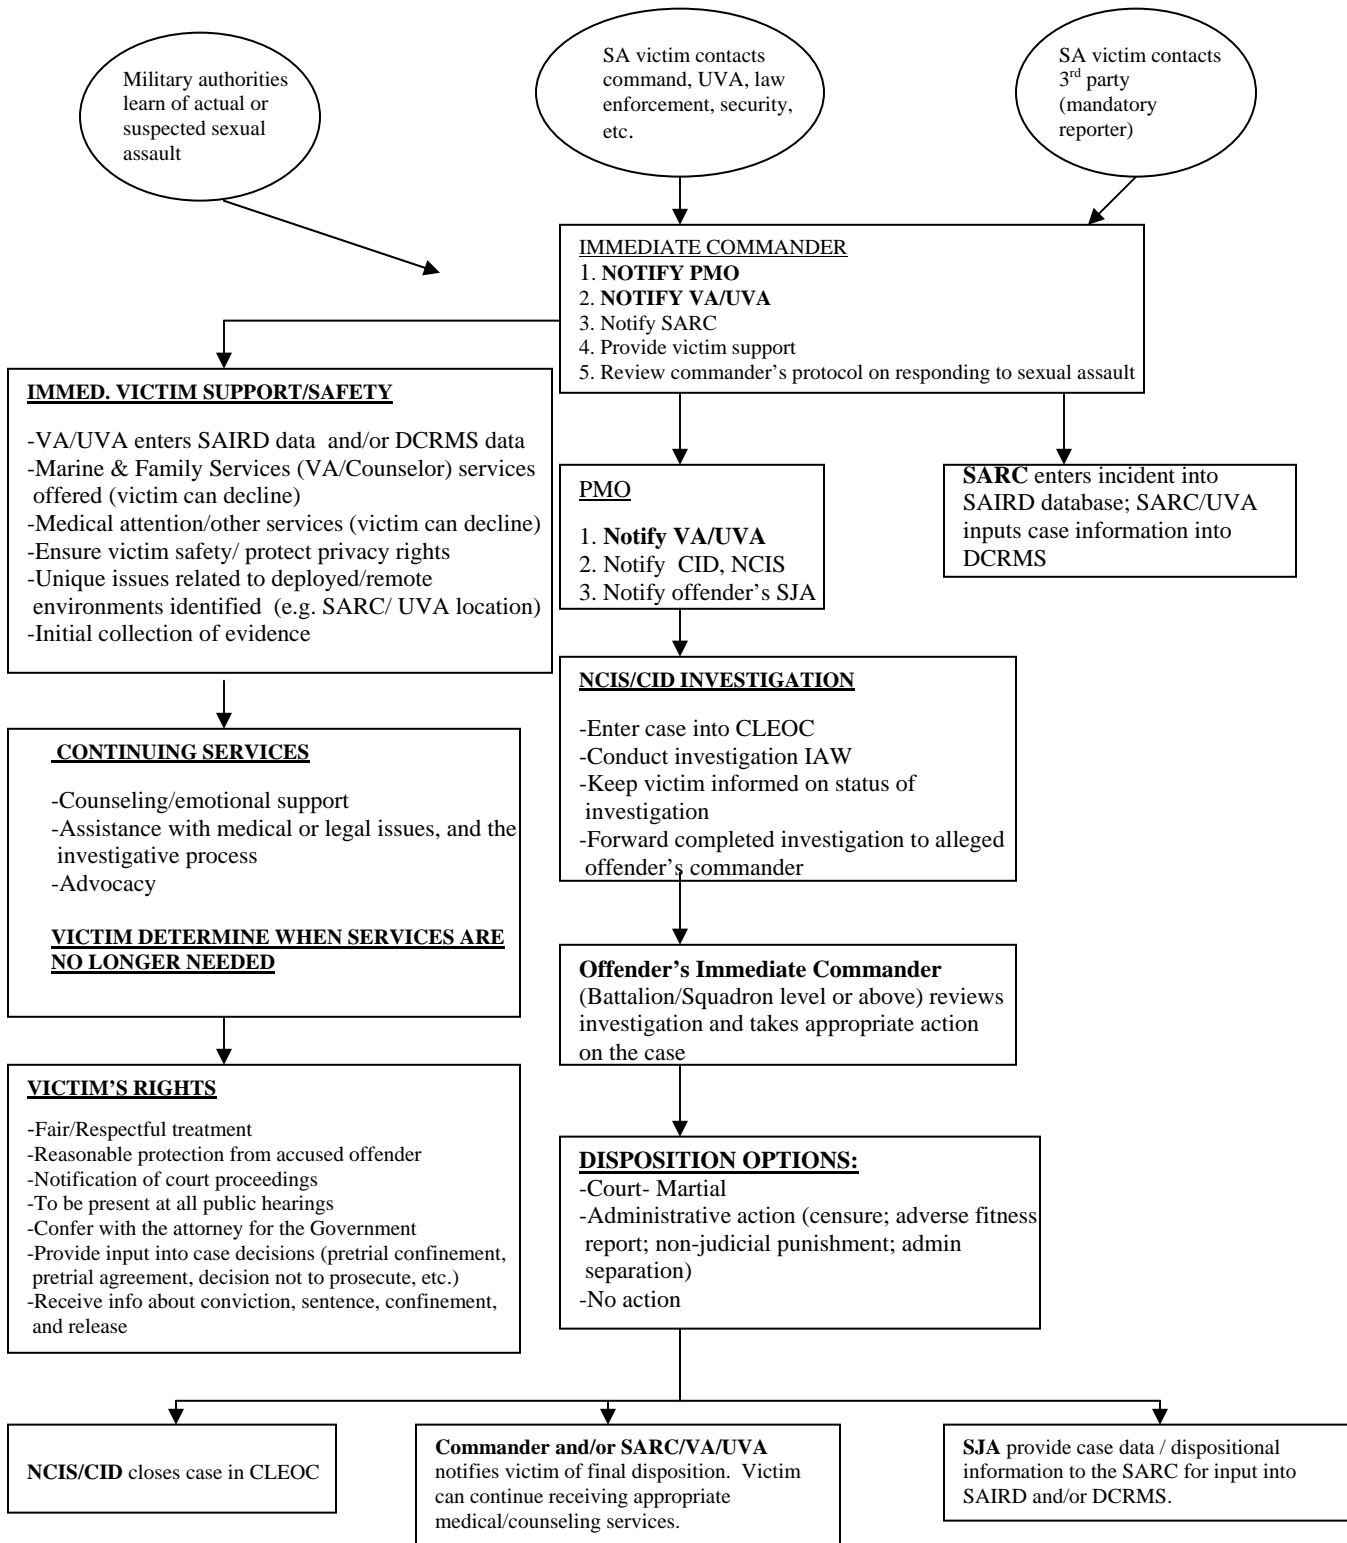 Military authorities
learn of actual or
suspected sexual
assault
SA victim contacts
command, UVA, law
enforcement, security,
etc.
SA victim contacts
3rd party
(mandatory
reporter)
IMMEDIATE COMMANDER
1. NOTIFY PMO
2. NOTIFY VA/UVA
3. Notify SARC
4. Provide victim support
5. Review commander’s protocol on responding to sexual assault
IMMED. VICTIM SUPPORT/SAFETY
-VA/UVA enters SAIRD data and/or DCRMS data
-Marine & Family Services (VA/Counselor) services
offered (victim can decline)
-Medical attention/other services (victim can decline)
-Ensure victim safety/ protect privacy rights
-Unique issues related to deployed/remote
environments identified (e.g. SARC/ UVA location)
-Initial collection of evidence
PMO
1. Notify VA/UVA
2. Notify CID, NCIS
3. Notify offender’s SJA
SARC enters incident into
SAIRD database; SARC/UVA
inputs case information into
DCRMS
NCIS/CID INVESTIGATION
-Enter case into CLEOC
-Conduct investigation IAW
-Keep victim informed on status of
investigation
-Forward completed investigation to alleged
offender’s commander
CONTINUING SERVICES
-Counseling/emotional support
-Assistance with medical or legal issues, and the
investigative process
-Advocacy
VICTIM DETERMINE WHEN SERVICES ARE
NO LONGER NEEDED
Offender’s Immediate Commander
(Battalion/Squadron level or above) reviews
investigation and takes appropriate action
on the case
VICTIM’S RIGHTS
-Fair/Respectful treatment
-Reasonable protection from accused offender
-Notification of court proceedings
-To be present at all public hearings
-Confer with the attorney for the Government
-Provide input into case decisions (pretrial confinement,
pretrial agreement, decision not to prosecute, etc.)
-Receive info about conviction, sentence, confinement,
and release
DISPOSITION OPTIONS:
-Court- Martial
-Administrative action (censure; adverse fitness
report; non-judicial punishment; admin
separation)
-No action
NCIS/CID closes case in CLEOC
Commander and/or SARC/VA/UVA
notifies victim of final disposition. Victim
can continue receiving appropriate
medical/counseling services.
SJA provide case data / dispositional
information to the SARC for input into
SAIRD and/or DCRMS.